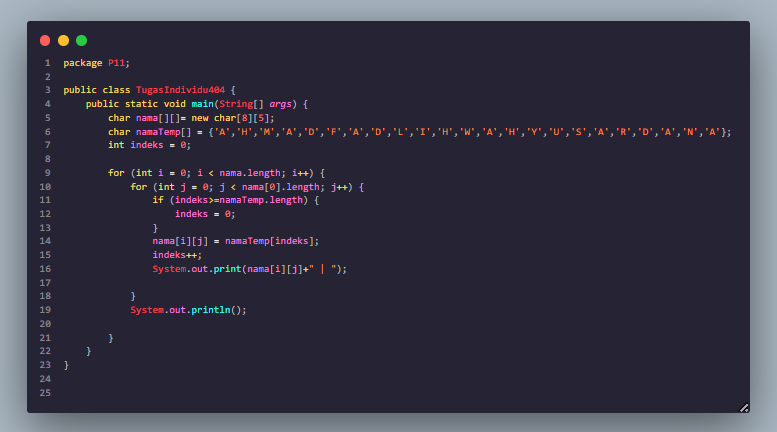 1 package P11;
2
3 public class TugasIndividu404 {
4 public static void main(String[] args) {
5 char nama[][]= new char[8][5];
6 char namaTemp[] = {'A','H','M','A','D','F','A','D','L','I','H','W','A','H','Y','U','S','A','R','D','A','N','A'};
7 int indeks = 0;
8
9 for (int i = 0; i < nama.length; i++) {
10 for (int j = 0; j < nama[0].length; j++) {
11 if (indeks>=namaTemp.length) {
12 indeks = 0;
13 }
14 nama[i][j] = namaTemp[indeks];
15 indeks++;
16 System.out.print(nama[i][j]+" | ");
17
18 }
19 System.out.println();
20
21 }
22 }
23 }
24
25